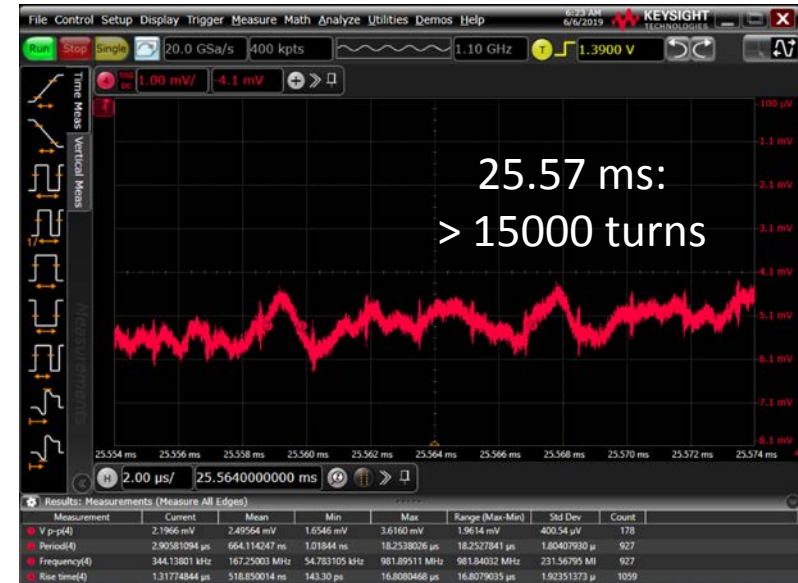 File Control Setup Display Trigger Measure Math Analyze Utilities Demos Help
6:23 AM
6/6/2019
KEYSIGHT
TECHNOLOGIES
Run Stop Single 20.0 GSa/s 400 kpts 1.10 GHz T 1.3900 V
4 50Ω DC 1.00 mV/ -4.1 mV
Time Meas
Vertical Meas
Measurements
1/
-100 µV
-1.1 mV
-2.1 mV
-3.1 mV
-4.1 mV
-5.1 mV
-6.1 mV
-7.1 mV
-8.1 mV
25.57 ms:
> 15000 turns
25.554 ms 25.556 ms 25.558 ms 25.560 ms 25.562 ms 25.564 ms 25.566 ms 25.568 ms 25.570 ms 25.572 ms 25.574 ms
H 2.00 µs/ 25.5640000000 ms
Results: Measurements (Measure All Edges)
Measurement Current Mean Min Max Range (Max-Min) Std Dev Count
V p-p(4) 2.1966 mV 2.49564 mV 1.6546 mV 3.6160 mV 1.9614 mV 400.54 µV 178
Period(4) 2.90581094 µs 664.114247 ns 1.01844 ns 18.2538026 µs 18.2527841 µs 1.80407930 µ 927
Frequency(4) 344.13801 kHz 167.25003 MHz 54.783105 kHz 981.89511 MHz 981.84032 MHz 231.56795 MI 927
Rise time(4) 1.31774844 µs 518.850014 ns 143.30 ps 16.8080468 µs 16.8079035 µs 1.92351373 µ 1059